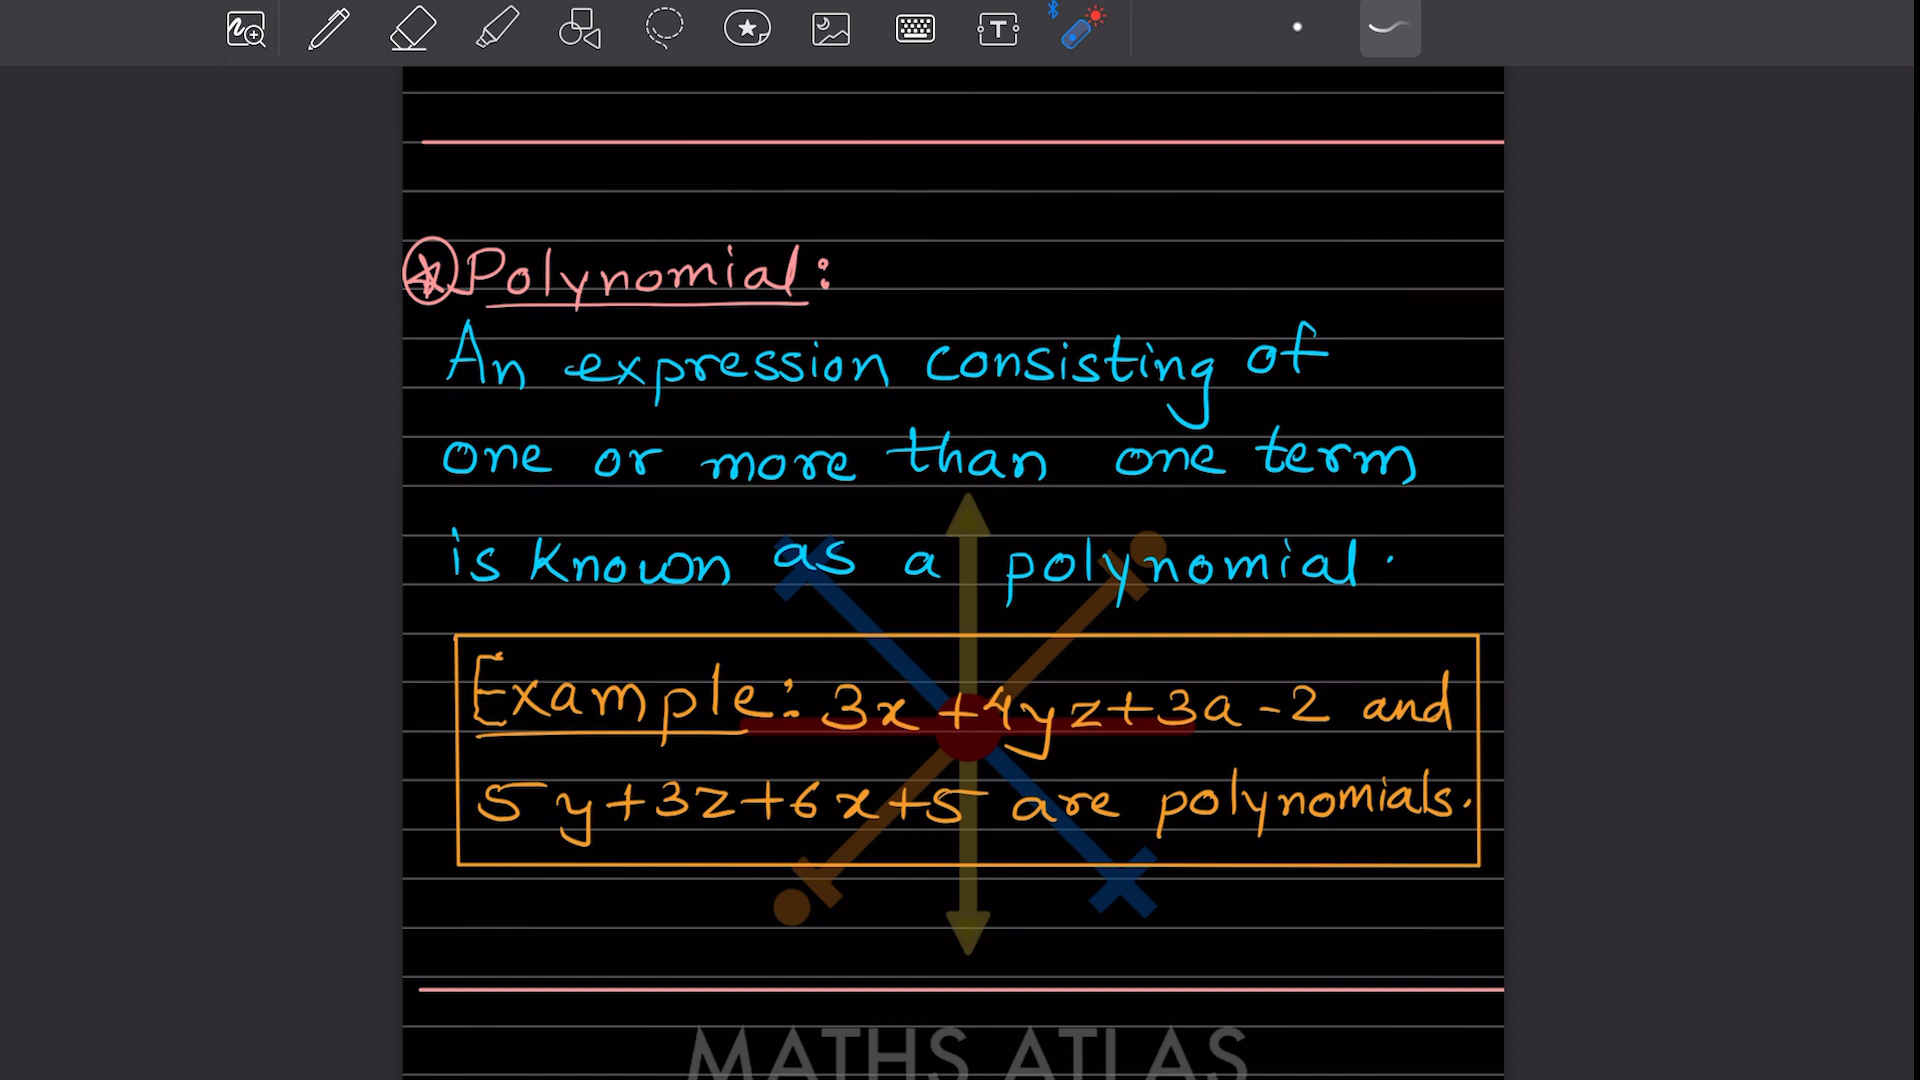 Polynomial:
An expression consisting of
one or more than one term
is known as a polynomial.
Example: 3x+4yz+3a-2 and
5y+3z+6x+5 are polynomials.
MATHS ATLAS